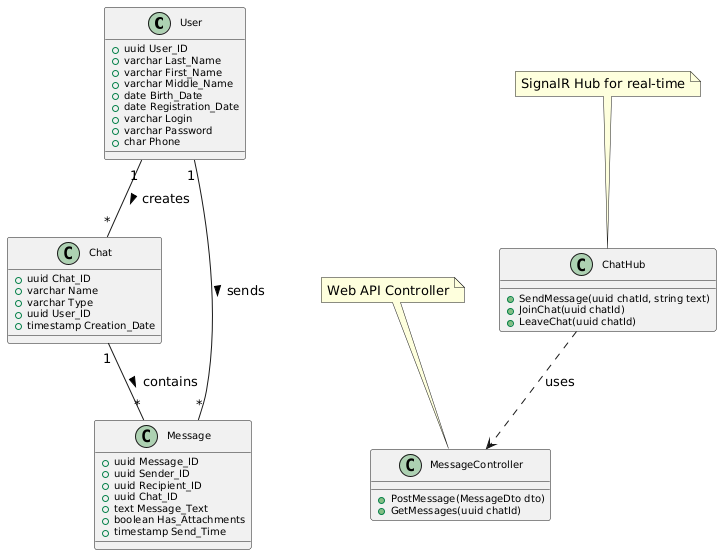 C User
uuid User_ID
varchar Last_Name
varchar First_Name
varchar Middle_Name
date Birth_Date
date Registration_Date
varchar Login
varchar Password
char Phone
1
1
creates
*
C Chat
uuid Chat_ID
varchar Name
varchar Type
uuid User_ID
timestamp Creation_Date
sends
1
contains
*
*
C Message
uuid Message_ID
uuid Sender_ID
uuid Recipient_ID
uuid Chat_ID
text Message_Text
boolean Has_Attachments
timestamp Send_Time
SignalR Hub for real-time
C ChatHub
SendMessage(uuid chatId, string text)
JoinChat(uuid chatId)
LeaveChat(uuid chatId)
Web API Controller
uses
C MessageController
PostMessage(MessageDto dto)
GetMessages(uuid chatId)